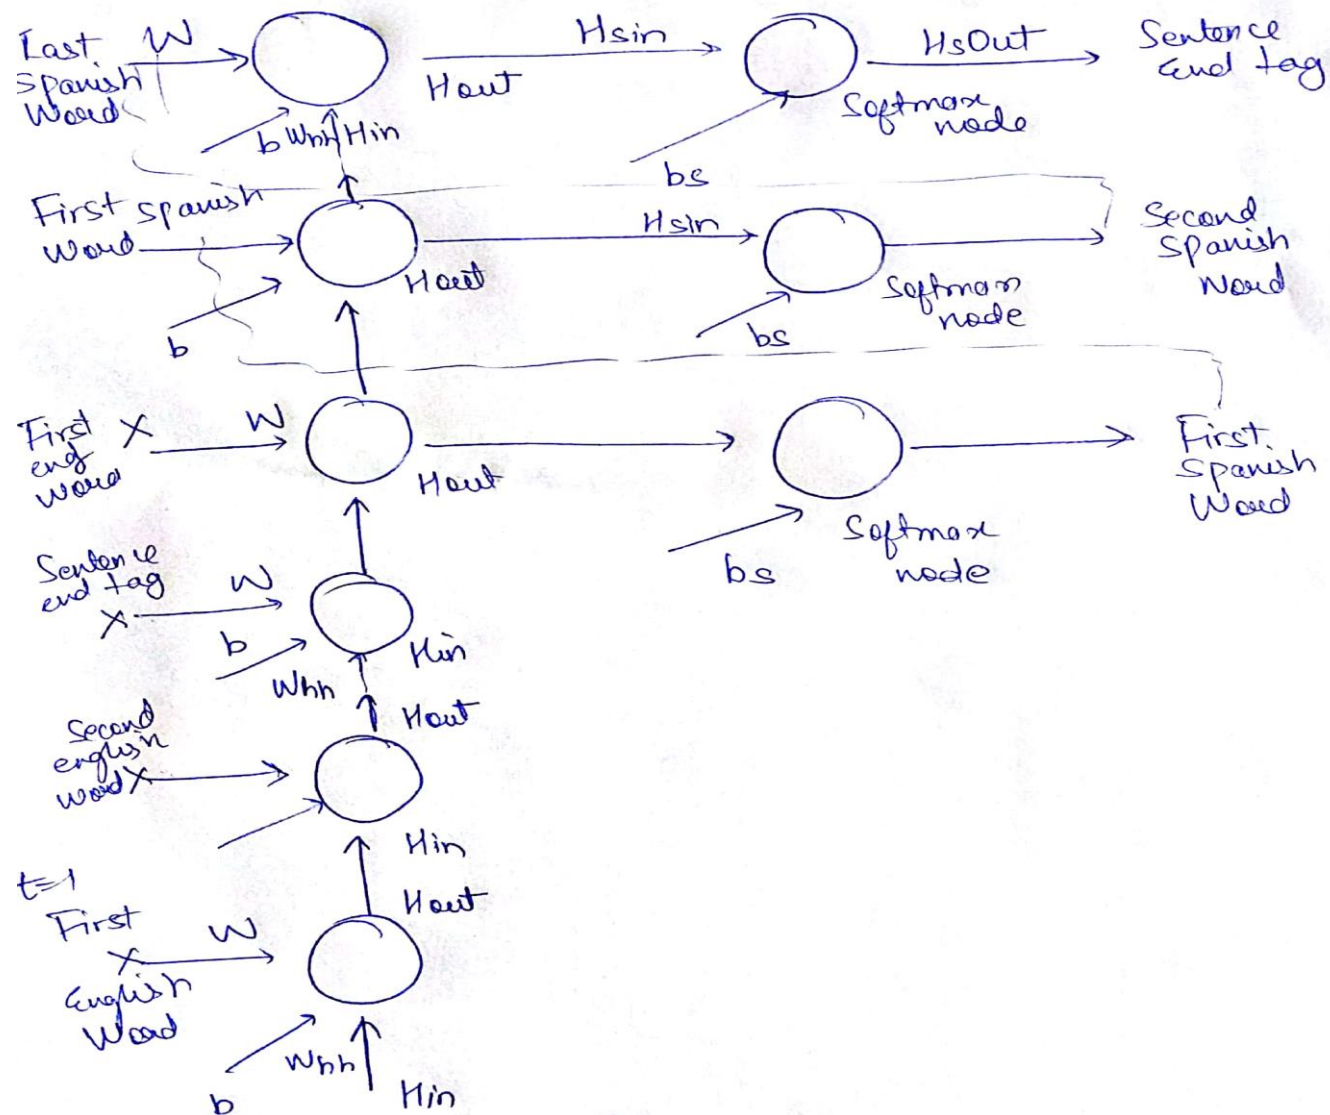 Last
Spanish
Word
W
b
Whh
Hin
Hsin
Hout
HsOut
Softmax
node
bs
Sentence
End tag
First spanish
Word
b
Hout
Hsin
Softmax
node
bs
Second
Spanish
Word
First X
eng
word
W
Hout
Softmax
node
bs
First
Spanish
Word
Sentence
end tag
X
W
b
Whh
Hin
Second
english
word X
Hout
Hin
t=1
First
X
English
Word
W
Hout
b
Whh
Hin